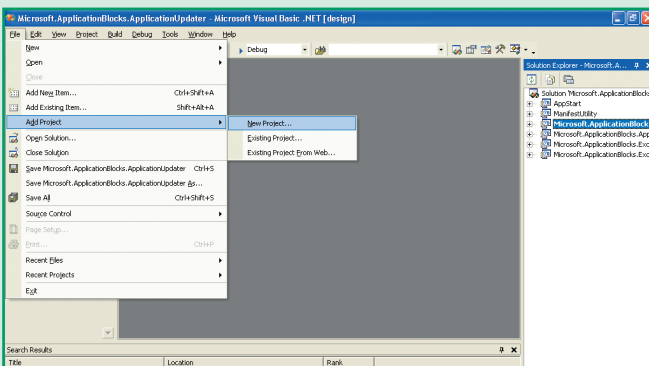 Microsoft.ApplicationBlocks.ApplicationUpdater - Microsoft Visual Basic .NET [design]
File Edit View Project Build Debug Tools Window Help
New
Debug
Open
Close
Add New Item... Ctrl+Shift+A
Add Existing Item... Shift+Alt+A
Add Project
New Project...
Existing Project...
Existing Project From Web...
Open Solution...
Close Solution
Save Microsoft.ApplicationBlocks.ApplicationUpdater Ctrl+S
Save Microsoft.ApplicationBlocks.ApplicationUpdater As...
Save All Ctrl+Shift+S
Source Control
Page Setup...
Print... Ctrl+P
Recent Files
Recent Projects
Exit
Solution Explorer - Microsoft.A...
Solution 'Microsoft.ApplicationBlocks
AppStart
ManifestUtility
Microsoft.ApplicationBlock
Microsoft.ApplicationBlocks.App
Microsoft.ApplicationBlocks.Exc
Microsoft.ApplicationBlocks.Exc
Search Results
Title Location Rank